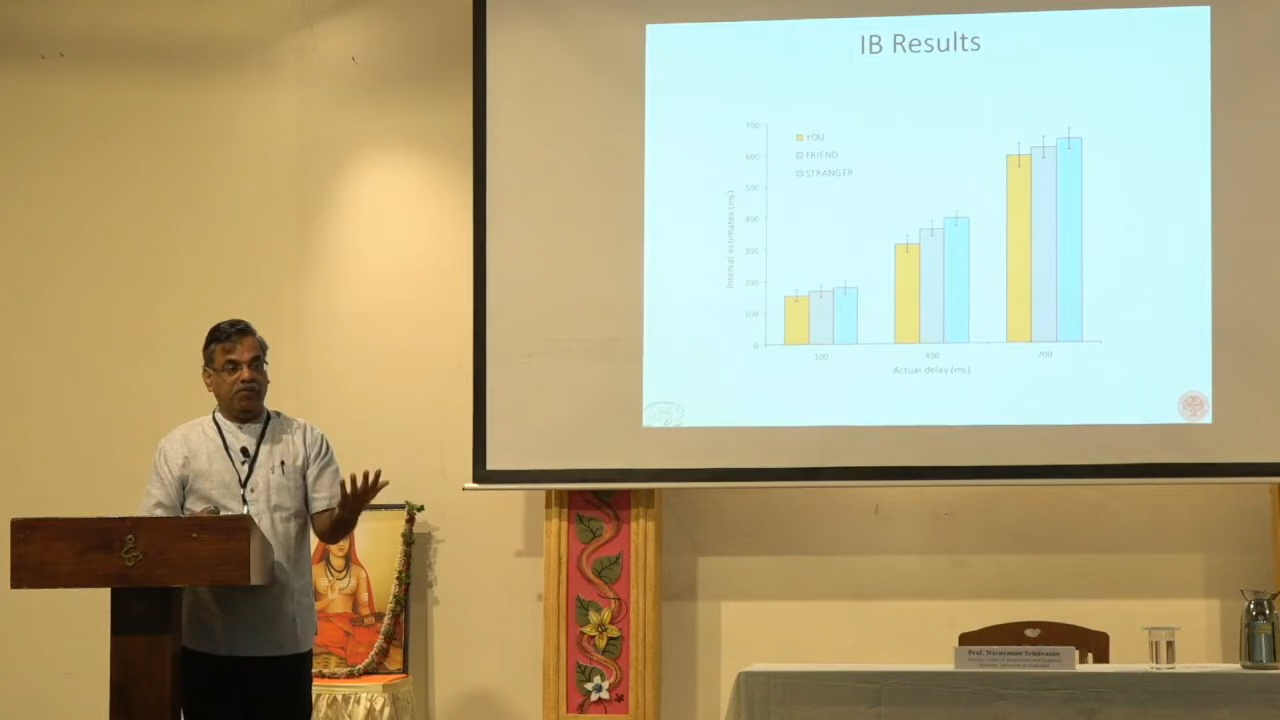 IB Results
700
600
500
400
300
200
100
0
YOU
FRIEND
STRANGER
Interval estimates (ms)
100
400
700
Actual delay (ms)
Prof. Narayanan Srinivasan